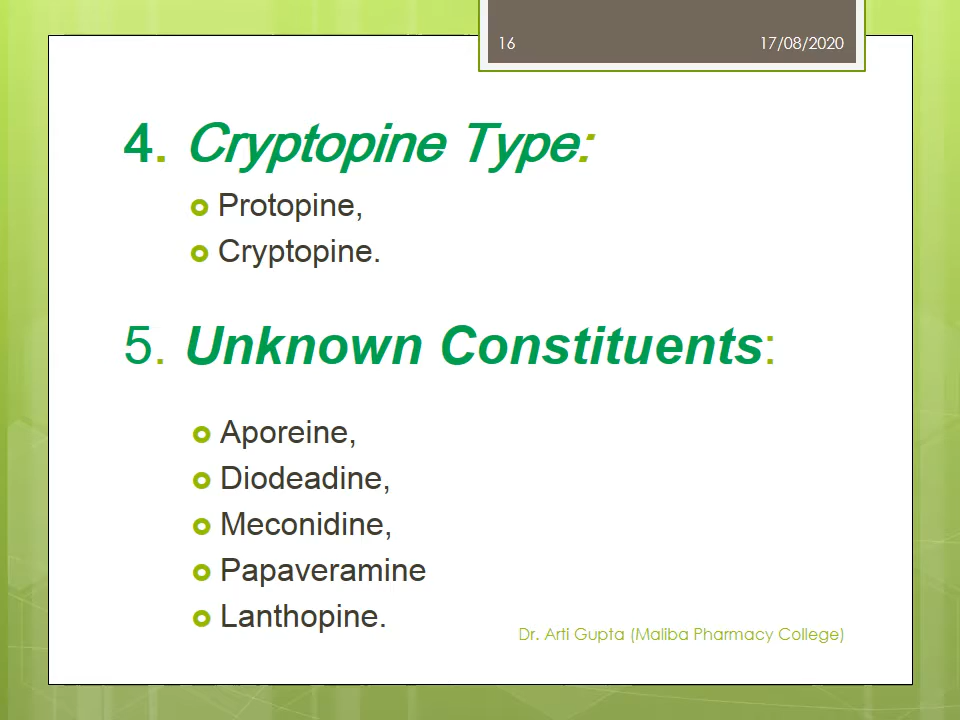 16
17/08/2020
4. Cryptopine Type:
Protopine,
Cryptopine.
5. Unknown Constituents:
Aporeine,
Diodeadine,
Meconidine,
Papaveramine
Lanthopine.
Dr. Arti Gupta (Maliba Pharmacy College)